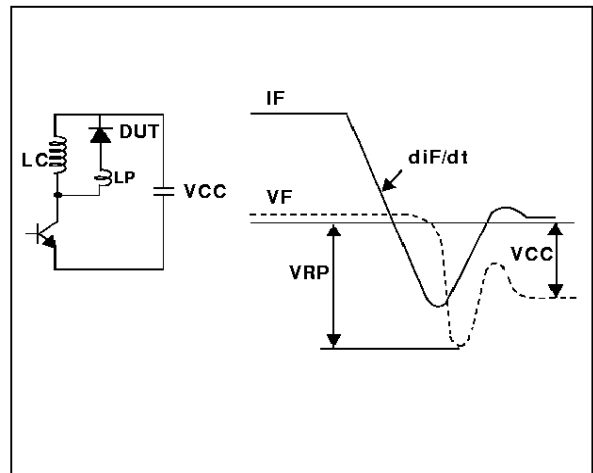 IF
DUT
LC
LP
diF/dt
VCC
VF
VRP
VCC